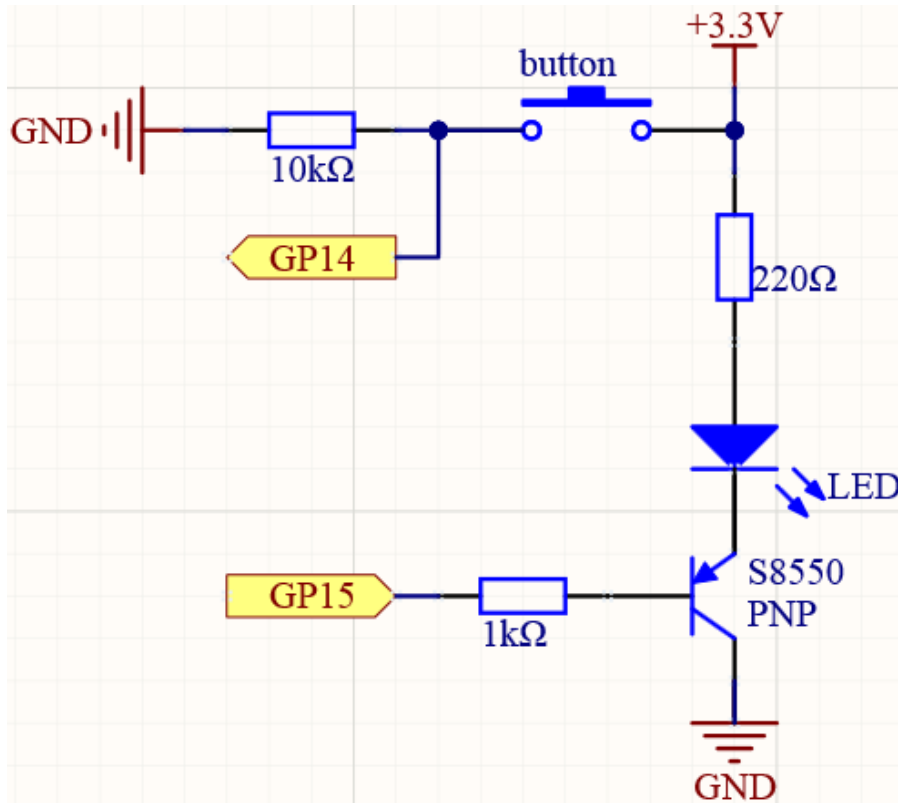 +3.3V
button
GND
10kΩ
GP14
220Ω
LED
GP15
1kΩ
S8550
PNP
GND